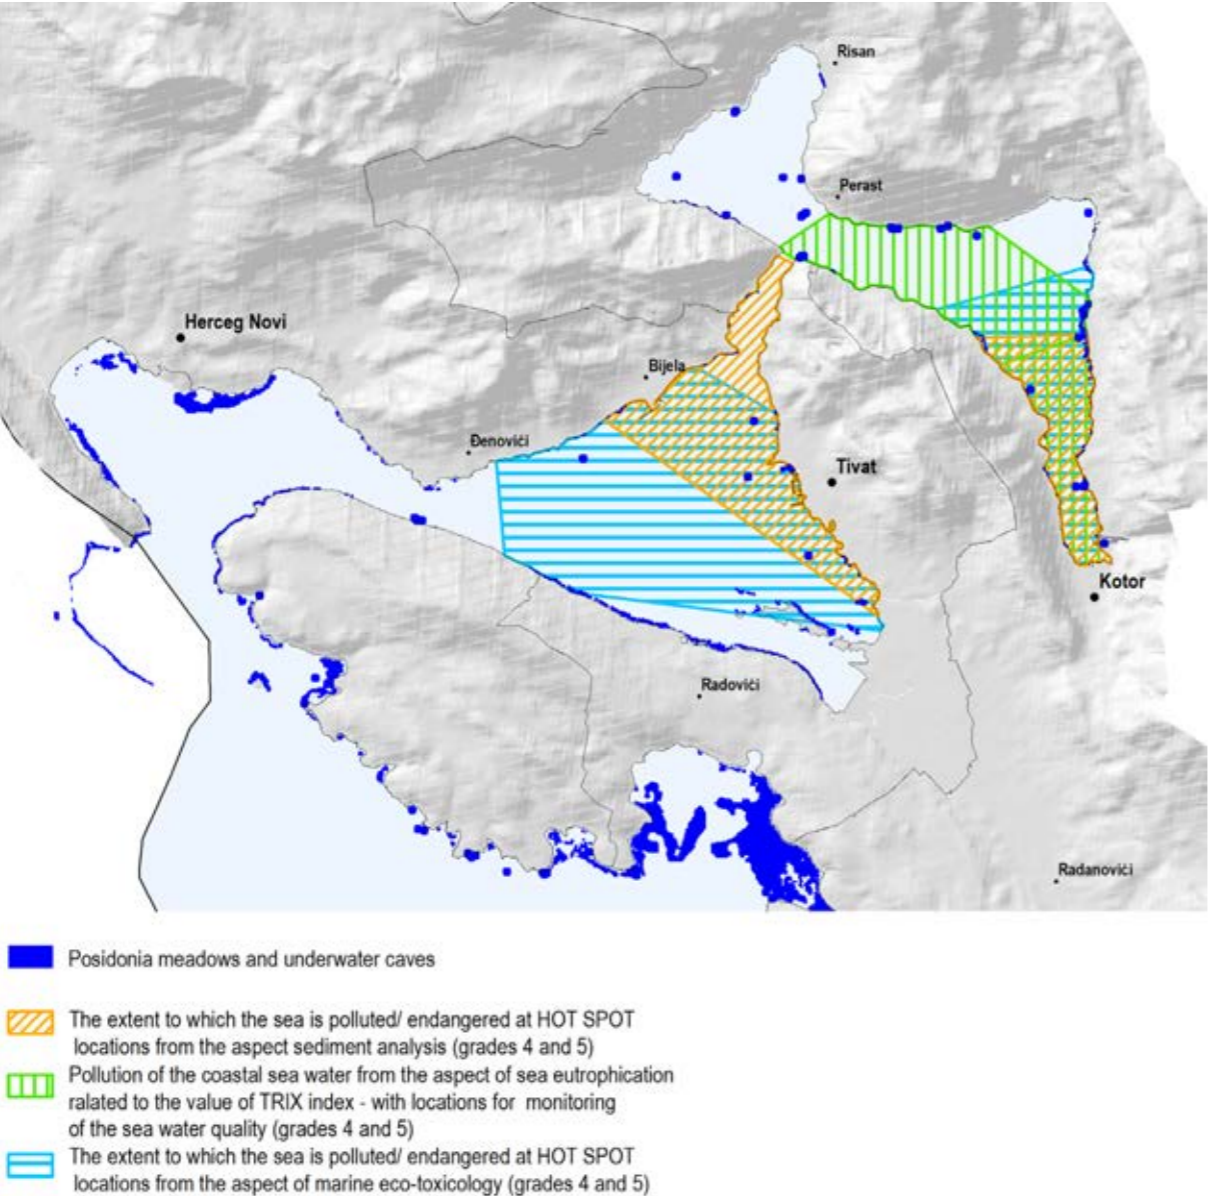 Risan
Perast
Herceg Novi
Bijela
Đenovići
Tivat
Kotor
Radovići
Radanovići
Posidonia meadows and underwater caves
The extent to which the sea is polluted/ endangered at HOT SPOT
locations from the aspect sediment analysis (grades 4 and 5)
Pollution of the coastal sea water from the aspect of sea eutrophication
ralated to the value of TRIX index - with locations for monitoring
of the sea water quality (grades 4 and 5)
The extent to which the sea is polluted/ endangered at HOT SPOT
locations from the aspect of marine eco-toxicology (grades 4 and 5)